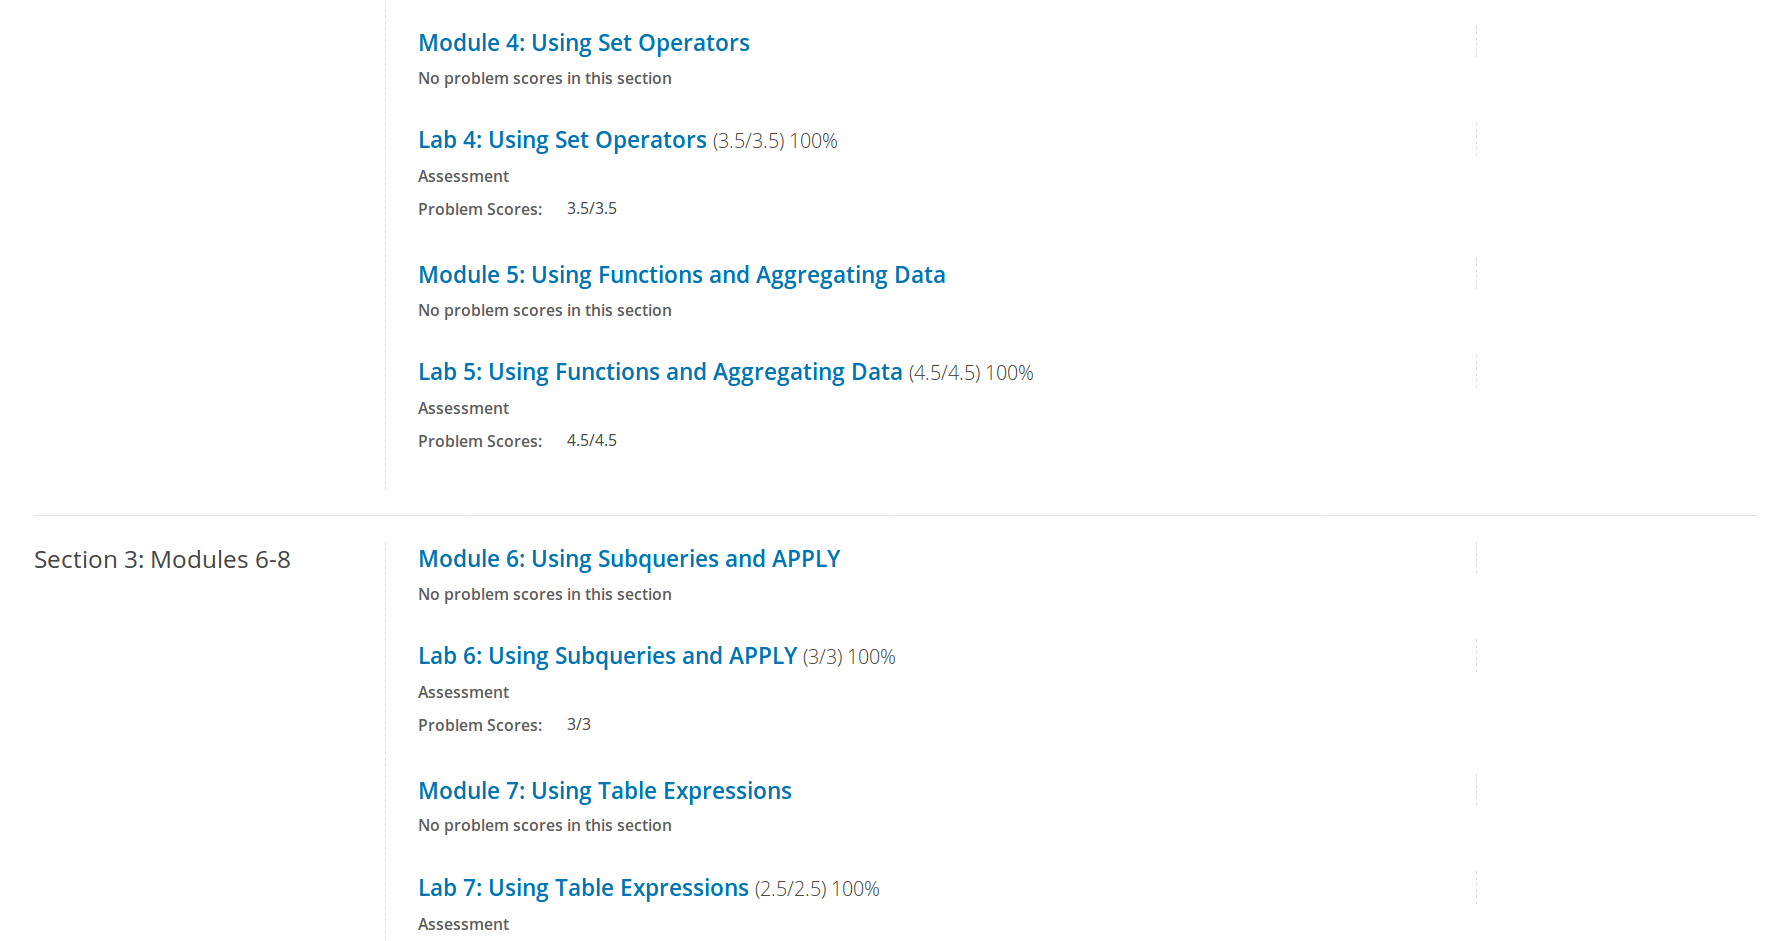 Module 4: Using Set Operators
No problem scores in this section
Lab 4: Using Set Operators (3.5/3.5) 100%
Assessment
Problem Scores: 3.5/3.5
Module 5: Using Functions and Aggregating Data
No problem scores in this section
Lab 5: Using Functions and Aggregating Data (4.5/4.5) 100%
Assessment
Problem Scores: 4.5/4.5
Section 3: Modules 6-8
Module 6: Using Subqueries and APPLY
No problem scores in this section
Lab 6: Using Subqueries and APPLY (3/3) 100%
Assessment
Problem Scores: 3/3
Module 7: Using Table Expressions
No problem scores in this section
Lab 7: Using Table Expressions (2.5/2.5) 100%
Assessment